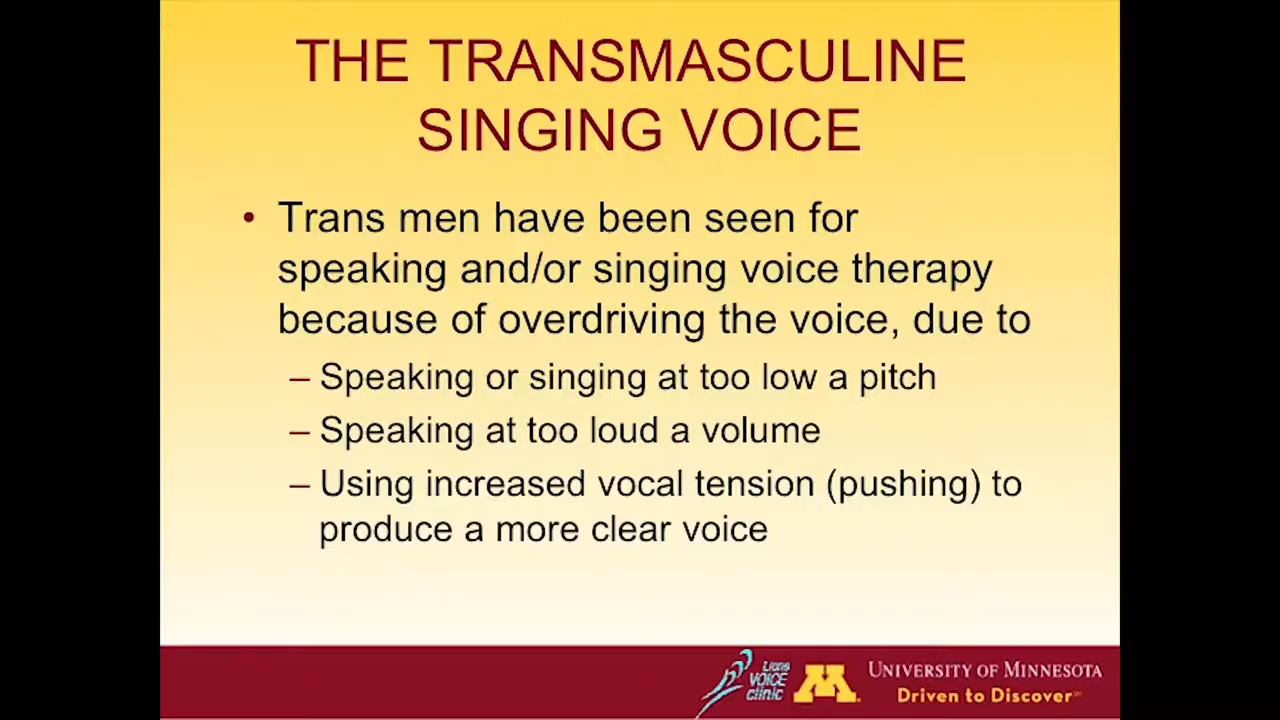 THE TRANSMASCULINE
SINGING VOICE
• Trans men have been seen for
speaking and/or singing voice therapy
because of overdriving the voice, due to
– Speaking or singing at too low a pitch
– Speaking at too loud a volume
– Using increased vocal tension (pushing) to
produce a more clear voice
trans
VOICE
clinic
M
UNIVERSITY OF MINNESOTA
Driven to Discover℠